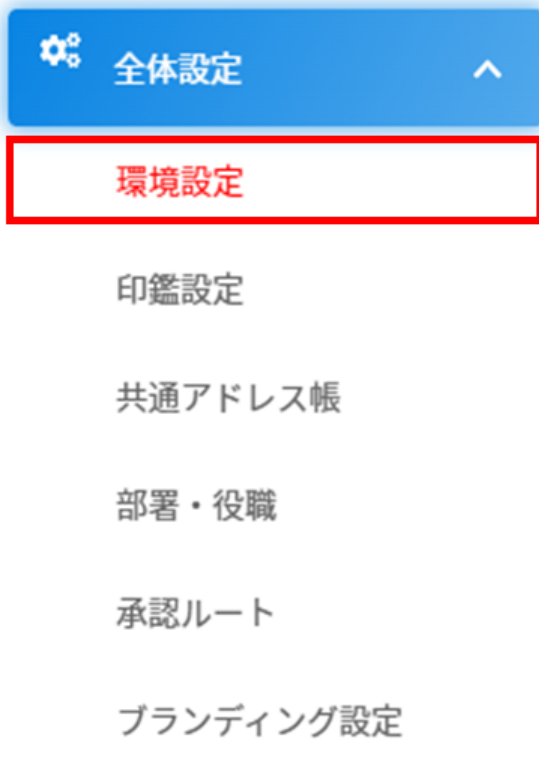 全体設定
環境設定
印鑑設定
共通アドレス帳
部署・役職
承認ルート
ブランディング設定